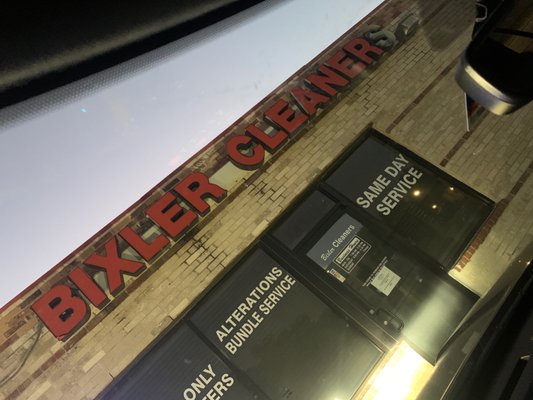 BIXLER CLEANERS
SAME DAY
SERVICE
Bixler Cleaners
ALTERATIONS
BUNDLE SERVICE
ONLY